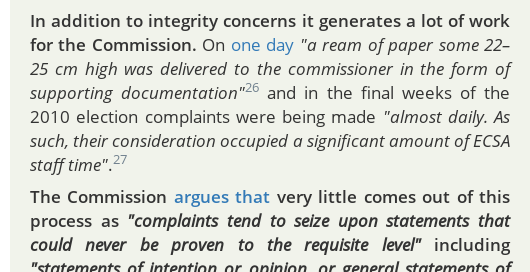 In addition to integrity concerns it generates a lot of work
for the Commission. On one day "a ream of paper some 22–
25 cm high was delivered to the commissioner in the form of
supporting documentation"26 and in the final weeks of the
2010 election complaints were being made "almost daily. As
such, their consideration occupied a significant amount of ECSA
staff time".27
The Commission argues that very little comes out of this
process as "complaints tend to seize upon statements that
could never be proven to the requisite level" including
"statements of intention or opinion, or general statements of